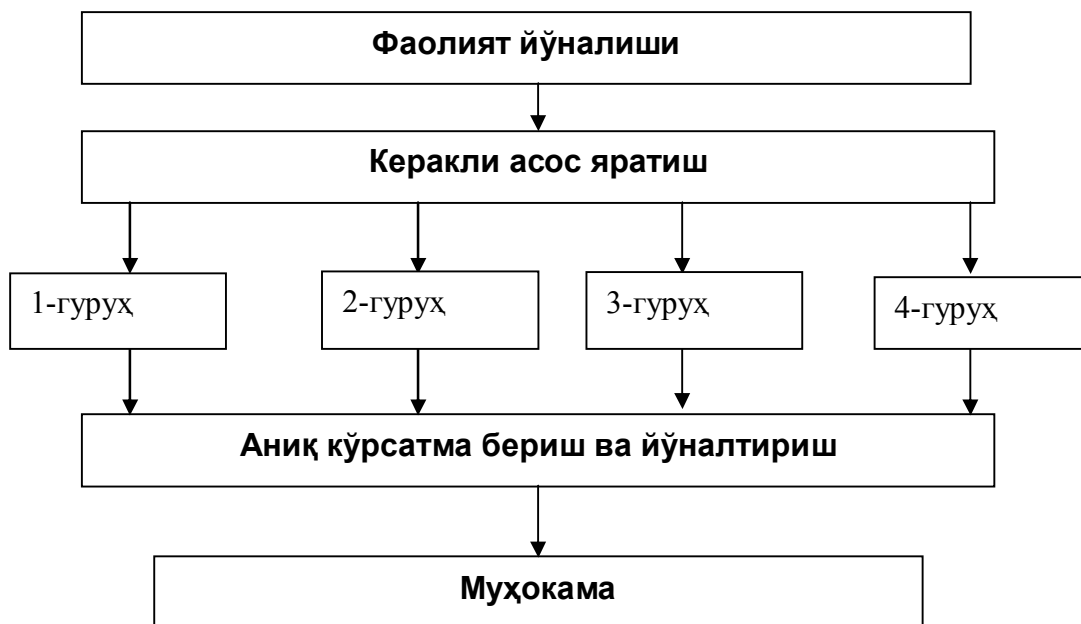 Фаолият йўналиши
Керакли асос яратиш
1-гуруҳ
2-гуруҳ
3-гуруҳ
4-гуруҳ
Аниқ кўрсатма бериш ва йўналтириш
Муҳокама